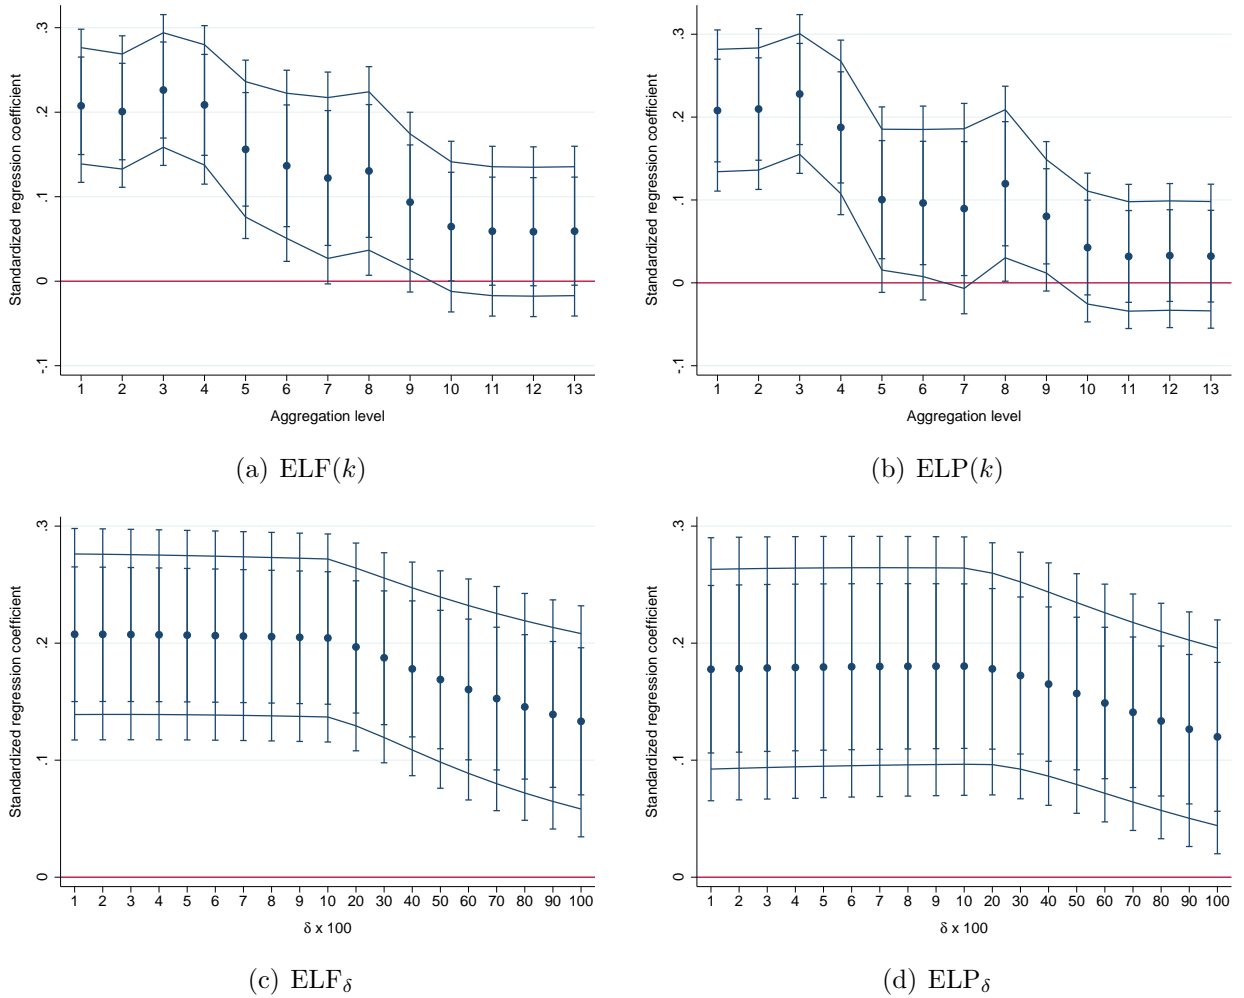 Standardized regression coefficient
.3
.2
.1
0
-.1
1 2 3 4 5 6 7 8 9 10 11 12 13
Aggregation level
(a) ELF(k)
Standardized regression coefficient
.3
.2
.1
0
-.1
1 2 3 4 5 6 7 8 9 10 11 12 13
Aggregation level
(b) ELP(k)
Standardized regression coefficient
.3
.2
.1
0
1 2 3 4 5 6 7 8 9 10 20 30 40 50 60 70 80 90 100
δ x 100
(c) ELFδ
Standardized regression coefficient
.3
.2
.1
0
1 2 3 4 5 6 7 8 9 10 20 30 40 50 60 70 80 90 100
δ x 100
(d) ELPδ